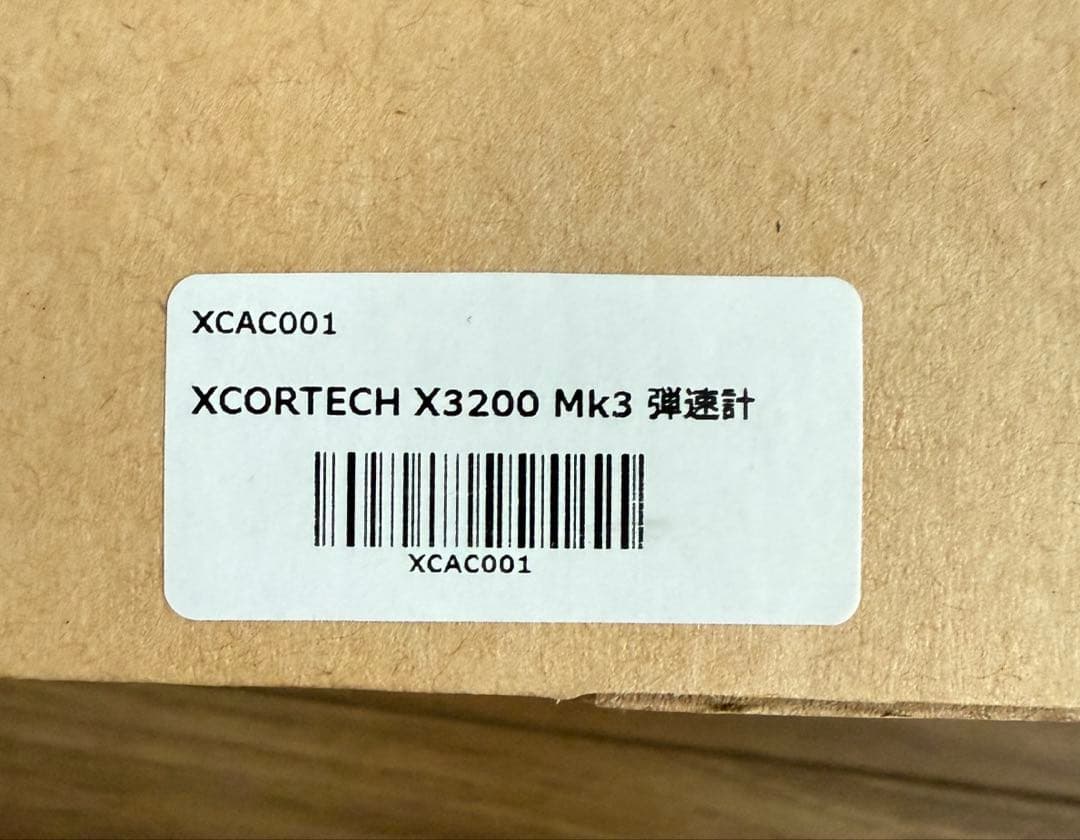 XCAC001
XCORTECH X3200 Mk3 弾速計
XCAC001